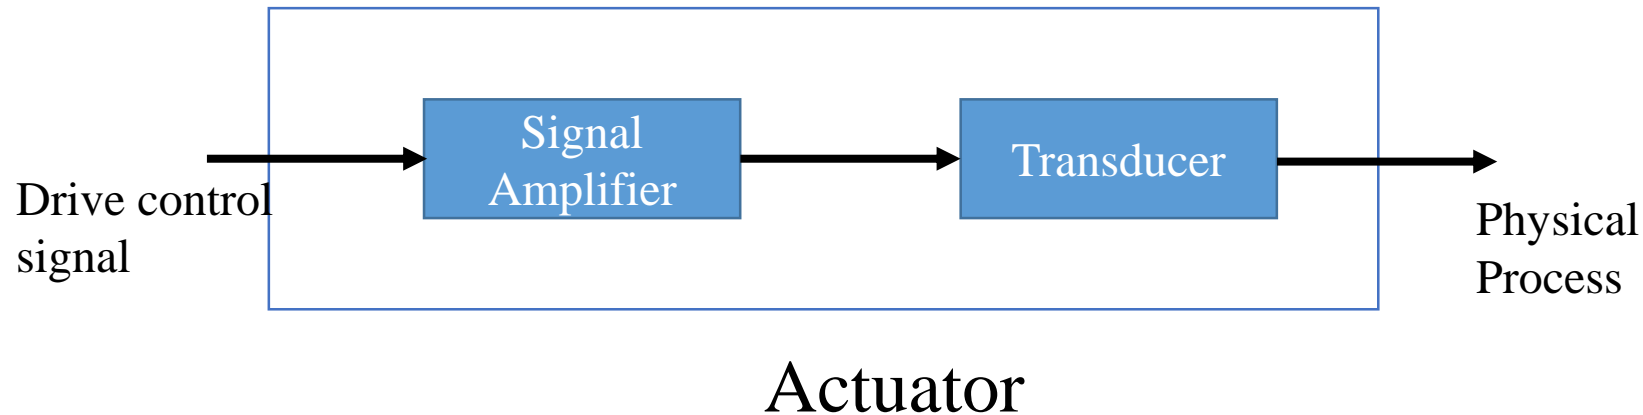 Drive control
signal
Signal
Amplifier
Transducer
Physical
Process
Actuator